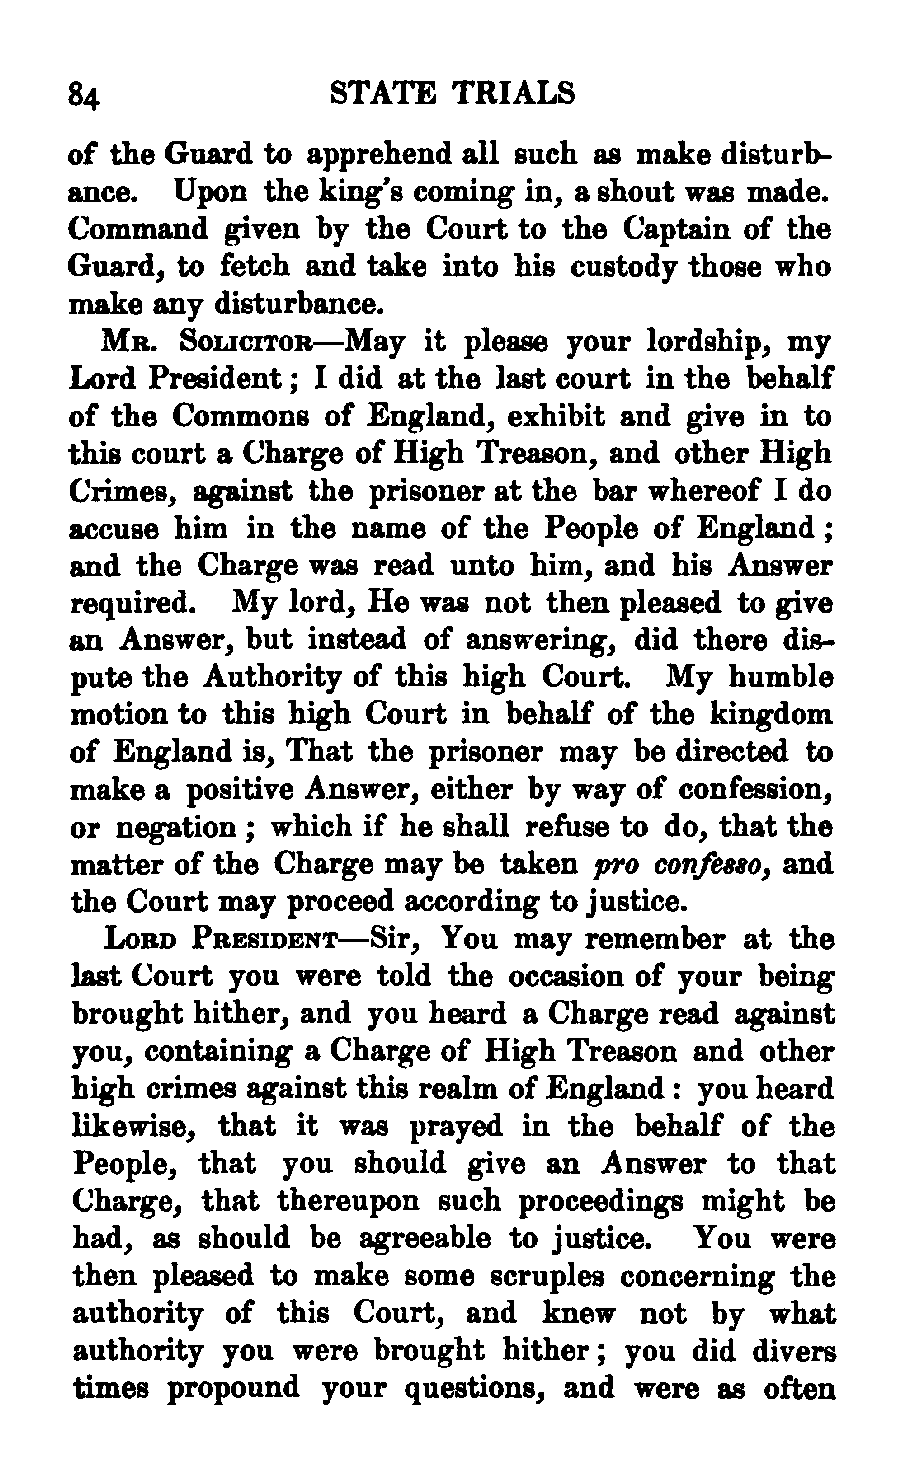 84 STATE TRIALS
of the Guard to apprehend all such as make disturb-
ance. Upon the king's coming in, a shout was made.
Command given by the Court to the Captain of the
Guard, to fetch and take into his custody those who
make any disturbance.
MR. SOLICITOR—May it please your lordship, my
Lord President; I did at the last court in the behalf
of the Commons of England, exhibit and give in to
this court a Charge of High Treason, and other High
Crimes, against the prisoner at the bar whereof I do
accuse him in the name of the People of England;
and the Charge was read unto him, and his Answer
required. My lord, He was not then pleased to give
an Answer, but instead of answering, did there dis-
pute the Authority of this high Court. My humble
motion to this high Court in behalf of the kingdom
of England is, That the prisoner may be directed to
make a positive Answer, either by way of confession,
or negation; which if he shall refuse to do, that the
matter of the Charge may be taken pro confesso, and
the Court may proceed according to justice.
LORD PRESIDENT—Sir, You may remember at the
last Court you were told the occasion of your being
brought hither, and you heard a Charge read against
you, containing a Charge of High Treason and other
high crimes against this realm of England: you heard
likewise, that it was prayed in the behalf of the
People, that you should give an Answer to that
Charge, that thereupon such proceedings might be
had, as should be agreeable to justice. You were
then pleased to make some scruples concerning the
authority of this Court, and knew not by what
authority you were brought hither; you did divers
times propound your questions, and were as often